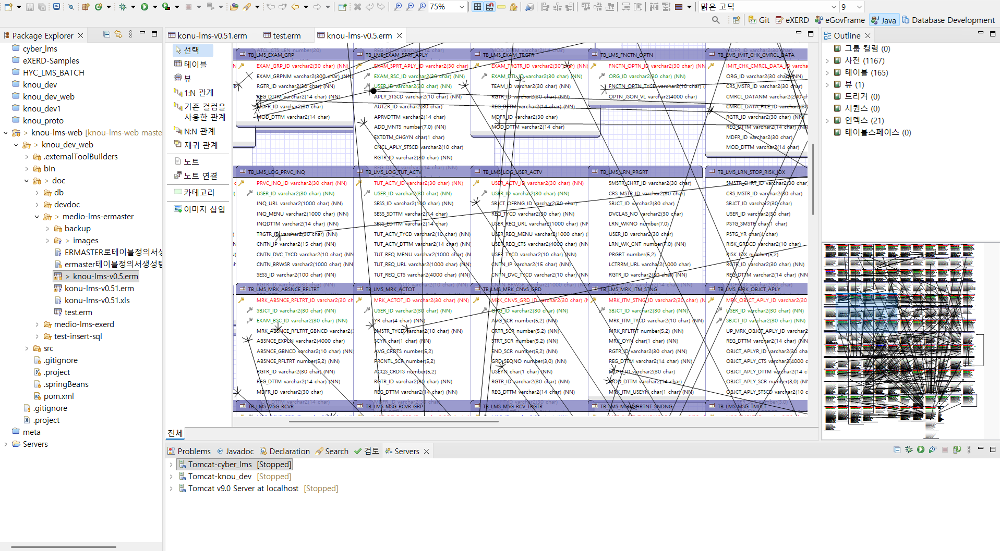 75%
맑은 고딕
9
Git
eXERD
eGovFrame
Java
Database Development
Package Explorer
cyber_lms
eXERD-Samples
HYC_LMS_BATCH
knou_dev
knou_dev_web
knou_dev1
knou_proto
> knou-lms-web [knou-lms-web maste
> knou_dev_web
.externalToolBuilders
bin
> doc
db
devdoc
> medio-lms-ermaster
backup
> images
ERMASTER로테이블정의서상
ermaster테이블정의서생성팀
> knou-lms-v0.5.erm
konu-lms-v0.51.erm
konu-lms-v0.51.xls
test.erm
medio-lms-exerd
test-insert-sql
src
.gitignore
.project
.springBeans
pom.xml
.gitignore
.project
meta
Servers
konu-lms-v0.51.erm
test.erm
knou-lms-v0.5.erm
선택
테이블
뷰
1:N 관계
기존 컬럼을
사용한 관계
N:N 관계
재귀 관계
노트
노트 연결
카테고리
이미지 삽입
TB_LMS_EXAM_GRP
EXAM_GRP_ID varchar2(30 char) (NN)
EXAM_GRPNM varchar2(300 char) (NN)
RGTR_ID varchar2(30 char) (NN)
REG_DTTM varchar2(14 char) (NN)
MDFR_ID varchar2(30 char)
MOD_DTTM varchar2(14 char)
TB_LMS_EXAM_SPRT_APLY
EXAM_SPRT_APLY_ID varchar2(30 char)
EXAM_BSC_ID varchar2(30 char) (NN)
USER_ID varchar2(30 char) (NN)
APLY_STSCD varchar2(10 char) (NN)
AUTZR_ID varchar2(30 char)
APRVDTTM varchar2(14 char)
ADD_MNTS number(7,0) (NN)
EXTDTM_CHGYN char(1 char)
CNCL_APLY_STSCD varchar2(10 char)
RGTR_ID varchar2(30 char) (NN)
TB_LMS_EXAM_TRGTR
EXAM_TRGTR_ID varchar2(30 char) (NN)
EXAM_DTL_ID varchar2(30 char) (NN)
TEAM_ID varchar2(30 char)
RGTR_ID varchar2(30 char) (NN)
REG_DTTM varchar2(14 char) (NN)
MDFR_ID varchar2(30 char)
MOD_DTTM varchar2(14 char)
TB_LMS_FNCTN_OPTN
FNCTN_OPTN_ID varchar2(30 char) (N
ORG_ID varchar2(30 char) (NN)
FNCTN_OPTN_TYCD varchar2(10 char) (
OPTN_JSON_VL varchar2(4000 char)
TB_LMS_IMIT_CHK_CMRCL_DATA
IMIT_CHK_CMRCL_DATA_ID varcha
ORG_ID varchar2(30 char) (NN)
CRS_MSTR_ID varchar2(30 char)
CMRCL_DATANM varchar2(200 c
CMRCL_DATA_FILE_ID varchar2(30
RGTR_ID varchar2(30 char) (NN)
REG_DTTM varchar2(14 char) (N
MDFR_ID varchar2(30 char)
MOD_DTTM varchar2(14 char)
TB_LMS_LOG_PRVC_INQ
PRVC_INQ_ID varchar2(30 char) (NN)
USER_ID varchar2(30 char) (NN)
INQ_URL varchar2(1000 char) (NN)
INQ_MENU varchar2(1000 char) (NN)
INQDTTM varchar2(14 char) (NN)
TRGTR_ID varchar2(30 char) (NN)
CNTN_IP varchar2(15 char) (NN)
CNTN_DVC_TYCD varchar2(10 char) (NN)
CNTN_BRWSR varchar2(1000 char) (NN)
SESS_ID varchar2(100 char) (NN)
TB_LMS_LOG_TUT_ACTV
TUT_ACTV_ID varchar2(30 char) (NN)
USER_ID varchar2(30 char) (NN)
SESS_ID varchar2(100 char) (NN)
SESS_SDTTM varchar2(14 char)
SESS_EDTTM varchar2(14 char)
TUT_ACTV_TYCD varchar2(10 char) (NN)
TUT_ACTV_DTTM varchar2(14 char) (NN)
TUT_REQ_MENU varchar2(1000 char) (NN)
TUT_REQ_URL varchar2(1000 char) (NN)
TUT_REQ_CTS varchar2(4000 char) (NN)
TB_LMS_LOG_USER_ACTV
USER_ACTV_ID varchar2(30 char) (NN)
USER_ID varchar2(30 char) (NN)
SBJCT_OFRNG_ID varchar2(30 char)
REQ_TYCD varchar2(30 char) (NN)
USER_REQ_URL varchar2(1000 char) (NN)
USER_REQ_MENU varchar2(1000 char) (
USER_REQ_CTS varchar2(4000 char) (NN)
USER_TYCD varchar2(10 char) (NN)
CNTN_IP varchar2(15 char) (NN)
CNTN_DVC_TYCD varchar2(10 char) (NN)
TB_LMS_LRN_PRGRT
SMSTR_CHRT_ID varchar2(30 char)
CRS_MSTR_ID varchar2(30 char)
SBJCT_ID varchar2(30 char)
DVCLAS_NO varchar2(30 char)
LRN_WKNO number(7,0)
USER_ID varchar2(30 char)
LRN_WK_CNT number(7,0) (NN)
PRGRT number(5,2)
LCTRRM_URL varchar2(1000 char)
RGTR_ID varchar2(30 char) (NN)
TB_LMS_LRN_STOP_RISK_IDX
SMSTR_CHRT_ID varchar2(30 char)
CRS_MSTR_ID varchar2(30 char)
SBJCT_ID varchar2(30 char)
USER_ID varchar2(30 char)
PSTG_SMSTR char(1 char)
PSTG_YR char(4 char)
RISK_GRDCD varchar2(10 char)
RISK_IDX number(5,2)
RGTR_ID varchar2(30 char) (NN)
REG_DTTM varchar2(14 char) (NN
TB_LMS_MRK_ABSNCE_RFLTRT
MRK_ABSNCE_RFLTRT_ID varchar2(30 ch
SBJCT_ID varchar2(30 char) (NN)
EXAM_BSC_ID varchar2(30 char) (NN)
MRK_ABSNCE_RFLTRT_GBNCD varchar2(
ABSNCE_EXPLN varchar2(4000 char)
ABSNCE_GBNCD varchar2(10 char) (NN)
ABSNCE_RFLTRT number(5,2) (NN)
RGTR_ID varchar2(30 char) (NN)
REG_DTTM varchar2(14 char) (NN)
MDFR_ID varchar2(30 char)
TB_LMS_MRK_ACTOT
MRK_ACTOT_ID varchar2(30 char) (NN)
USER_ID varchar2(30 char) (NN)
YR char(4 char) (NN)
SMSTR_TYCD varchar2(10 char) (NN)
SCYR char(1 char) (NN)
AVG_CRDTS number(5,2)
PRCNTL_SCR number(5,2)
ACQS_CRDTS number(5,2)
RGTR_ID varchar2(30 char) (NN)
REG_DTTM varchar2(14 char) (NN)
TB_LMS_MRK_CNVS_GRD
MRK_CNVS_GRD_ID varchar2(30 char) (NN)
ORG_ID varchar2(30 char) (NN)
AVG_SCR number(5,2) (NN)
CRTR_SCR number(5,2) (NN)
STRT_SCR number(5,2) (NN)
END_SCR number(5,2) (NN)
GRD_SEQNO number(3,0) (NN)
USEYN char(1 char) (NN)
RGTR_ID varchar2(30 char) (NN)
REG_DTTM varchar2(14 char) (NN)
TB_LMS_MRK_ITM_STNG
MRK_ITM_STNG_ID varchar2(30 char) (N
SBJCT_ID varchar2(30 char) (NN)
MRK_ITM_TYCD varchar2(10 char) (NN)
MRK_RFLTRT number(5,2) (NN)
MRK_OYN char(1 char) (NN)
RGTR_ID varchar2(30 char) (NN)
REG_DTTM varchar2(14 char) (NN)
MDFR_ID varchar2(30 char)
MOD_DTTM varchar2(14 char)
MRK_ITM_USEYN char(1 char) (NN)
TB_LMS_MRK_OBJCT_APLY
MRK_OBJCT_APLY_ID varchar2(30
USER_ID varchar2(30 char) (NN)
SBJCT_ID varchar2(30 char) (NN)
UP_MRK_OBJCT_APLY_ID varchar2
REG_DTTM varchar2(14 char) (NN
OBJCT_APLYR_ID varchar2(30 cha
OBJCT_APLY_CTS varchar2(4000 c
OBJCT_APLY_DTTM varchar2(14
OBJCT_APLY_SCR number(3,0) (NN
OBJCT_APLY_STSCD varchar2(10 c
TB_LMS_MSG_RCVR
TB_LMS_MSG_RCVR_GRP
TB_LMS_MSG_RCV_TRGTR
TB_LMS_MSG_SHRTNT_SNDNG
TB_LMS_MSG_TMPLT
전체
Outline
그룹 컬럼 (0)
사전 (1167)
테이블 (165)
뷰 (1)
트리거 (0)
시퀀스 (0)
인덱스 (21)
테이블스페이스 (0)
Problems
Javadoc
Declaration
Search
검토
Servers
Tomcat-cyber_lms [Stopped]
Tomcat-knou_dev [Stopped]
Tomcat v9.0 Server at localhost [Stopped]